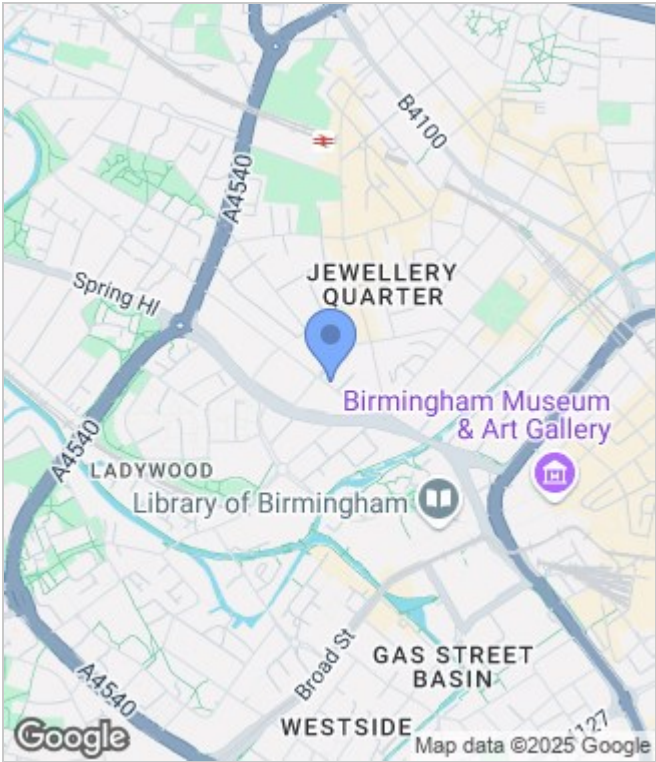 B4100
A4540
Spring Hl
JEWELLERY
QUARTER
Birmingham Museum
& Art Gallery
A4540
LADYWOOD
Library of Birmingham
Broad St
GAS STREET
BASIN
A4540
WESTSIDE
Google
Map data ©2025 Google